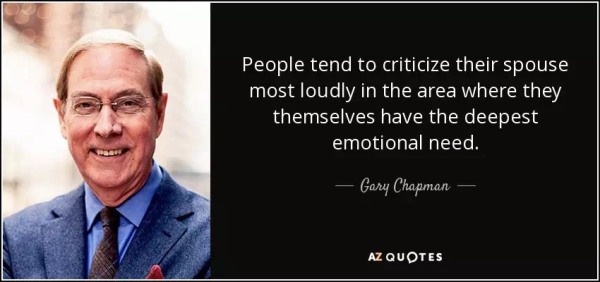 People tend to criticize their spouse
most loudly in the area where they
themselves have the deepest
emotional need.
Gary Chapman
AZ QUOTES